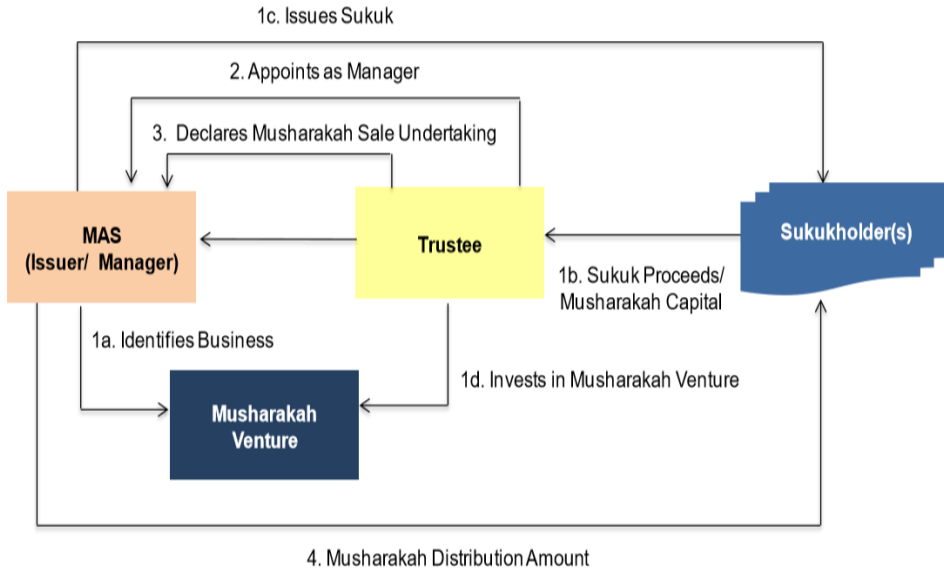 1c. Issues Sukuk
2. Appoints as Manager
3. Declares Musharakah Sale Undertaking
MAS
(Issuer/ Manager)
Trustee
Sukukholder(s)
1b. Sukuk Proceeds/
Musharakah Capital
1a. Identifies Business
1d. Invests in Musharakah Venture
Musharakah
Venture
4. Musharakah Distribution Amount